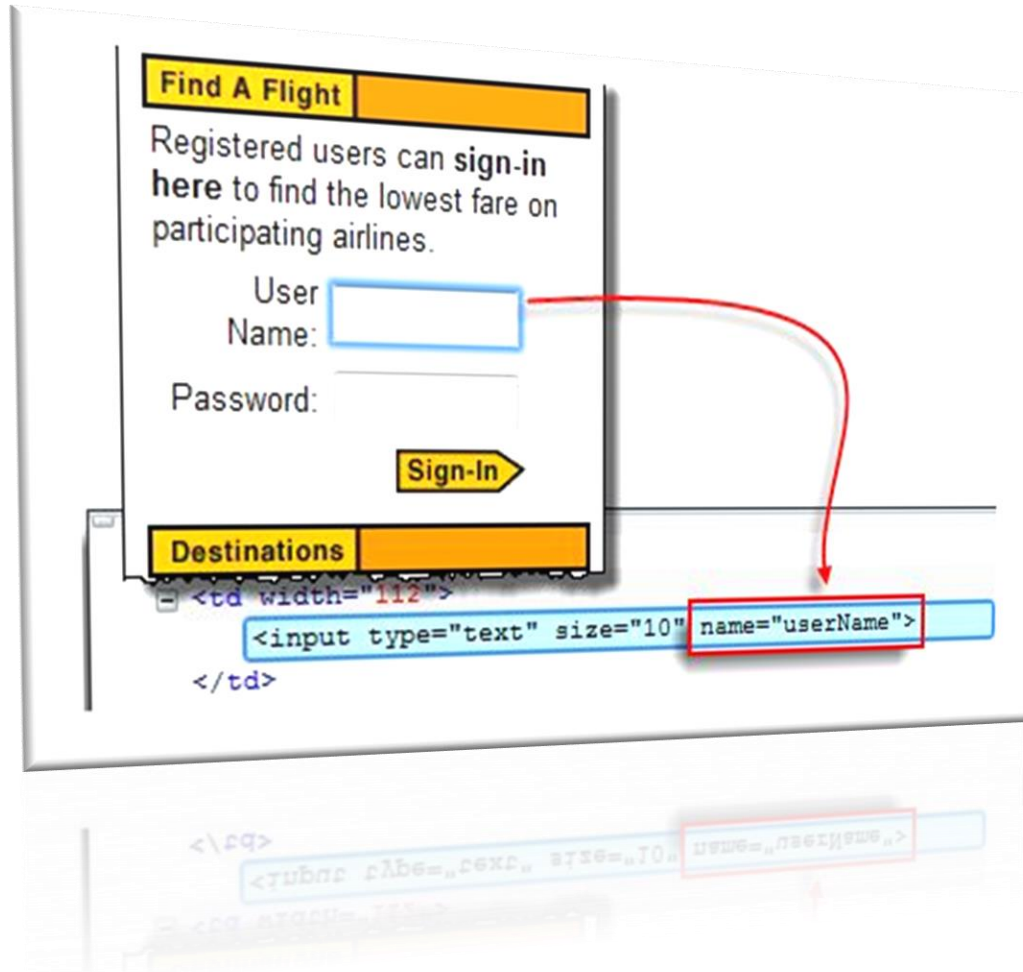 Find A Flight
Registered users can sign-in
here to find the lowest fare on
participating airlines.
User
Name:
Password:
Sign-In
Destinations
<td width="112">
<input type="text" size="10" name="userName">
</td>